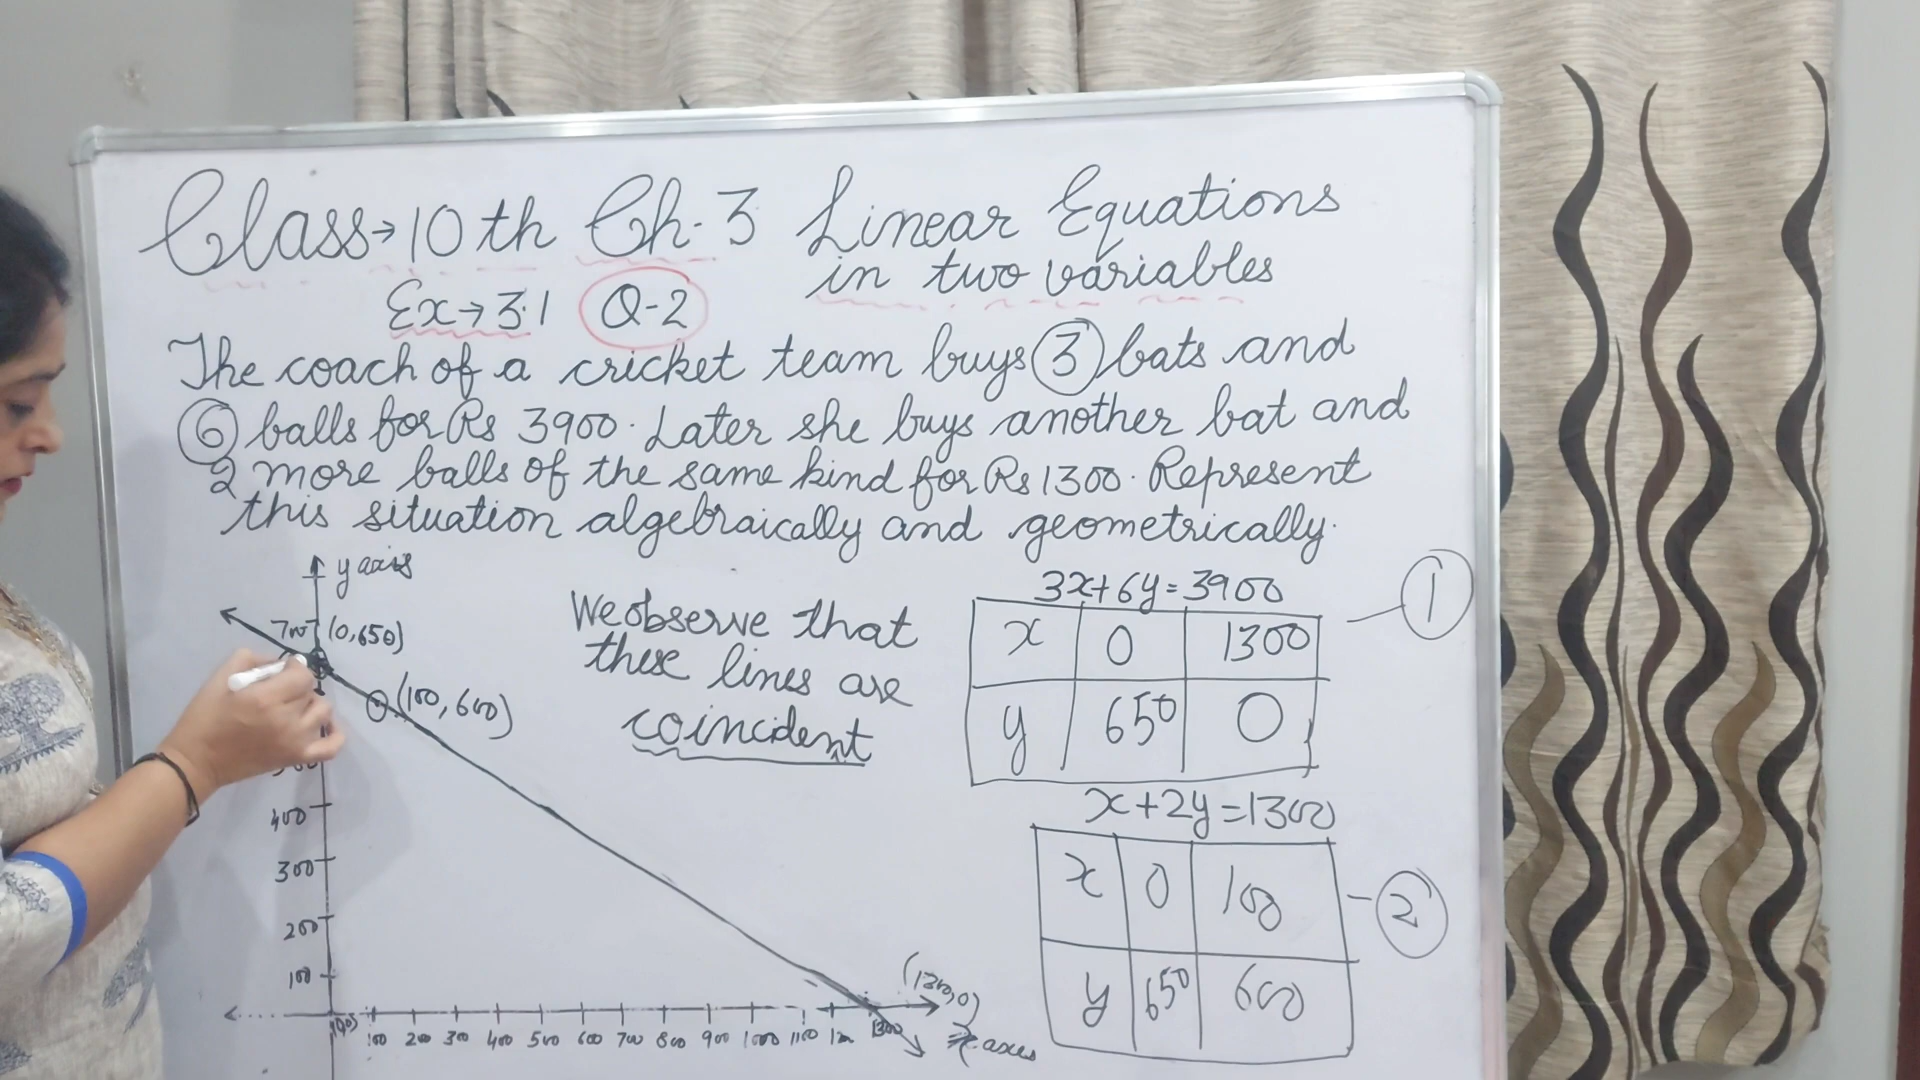 Class→10th Ch.3 Linear Equations
in two variables
Ex→3.1 Q-2
The coach of a cricket team buys 3 bats and
6 balls for Rs 3900. Later she buys another bat and
2 more balls of the same kind for Rs 1300. Represent
this situation algebraically and geometrically.
y axis
700 (0,650)
(100,600)
400
300
200
100
100 200 300 400 500 600 700 800 900 1000 1100 1300
(1300,0)
x axes
We observe that
these lines are
coincident
3x+6y=3900
x 0 1300
y 650 0
1
x+2y=1300
x 0 100
y 650 600
2